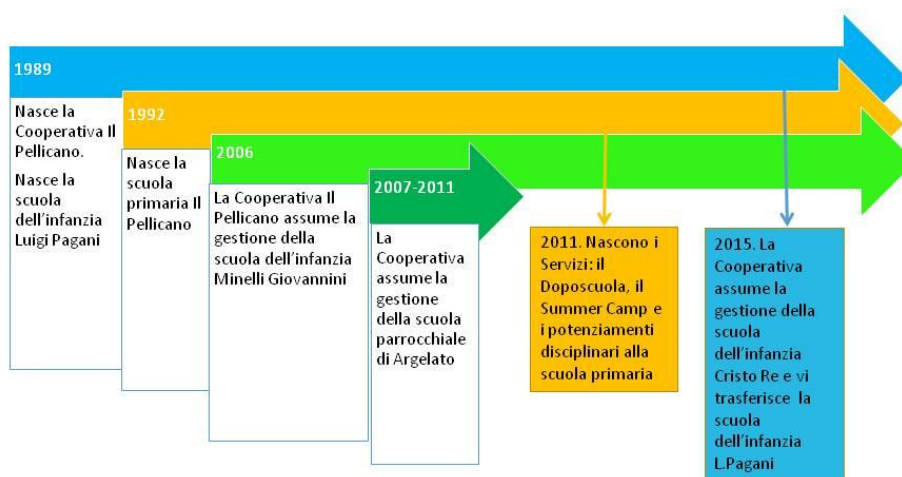 1989
Nasce la
Cooperativa Il
Pellicano.
Nasce la
scuola
dell'infanzia
Luigi Pagani
1992
Nasce la
scuola
primaria Il
Pellicano
2006
La Cooperativa Il
Pellicano assume la
gestione della
scuola dell'infanzia
Minelli Giovannini
2007-2011
La
Cooperativa
assume la
gestione
della scuola
parrocchiale
di Argelato
2011. Nascono i
Servizi: il
Doposcuola, il
Summer Camp e
i potenziamenti
disciplinari alla
scuola primaria
2015. La
Cooperativa
assume la
gestione della
scuola
dell'infanzia
Cristo Re e vi
trasferisce la
scuola
dell'infanzia
L.Pagani